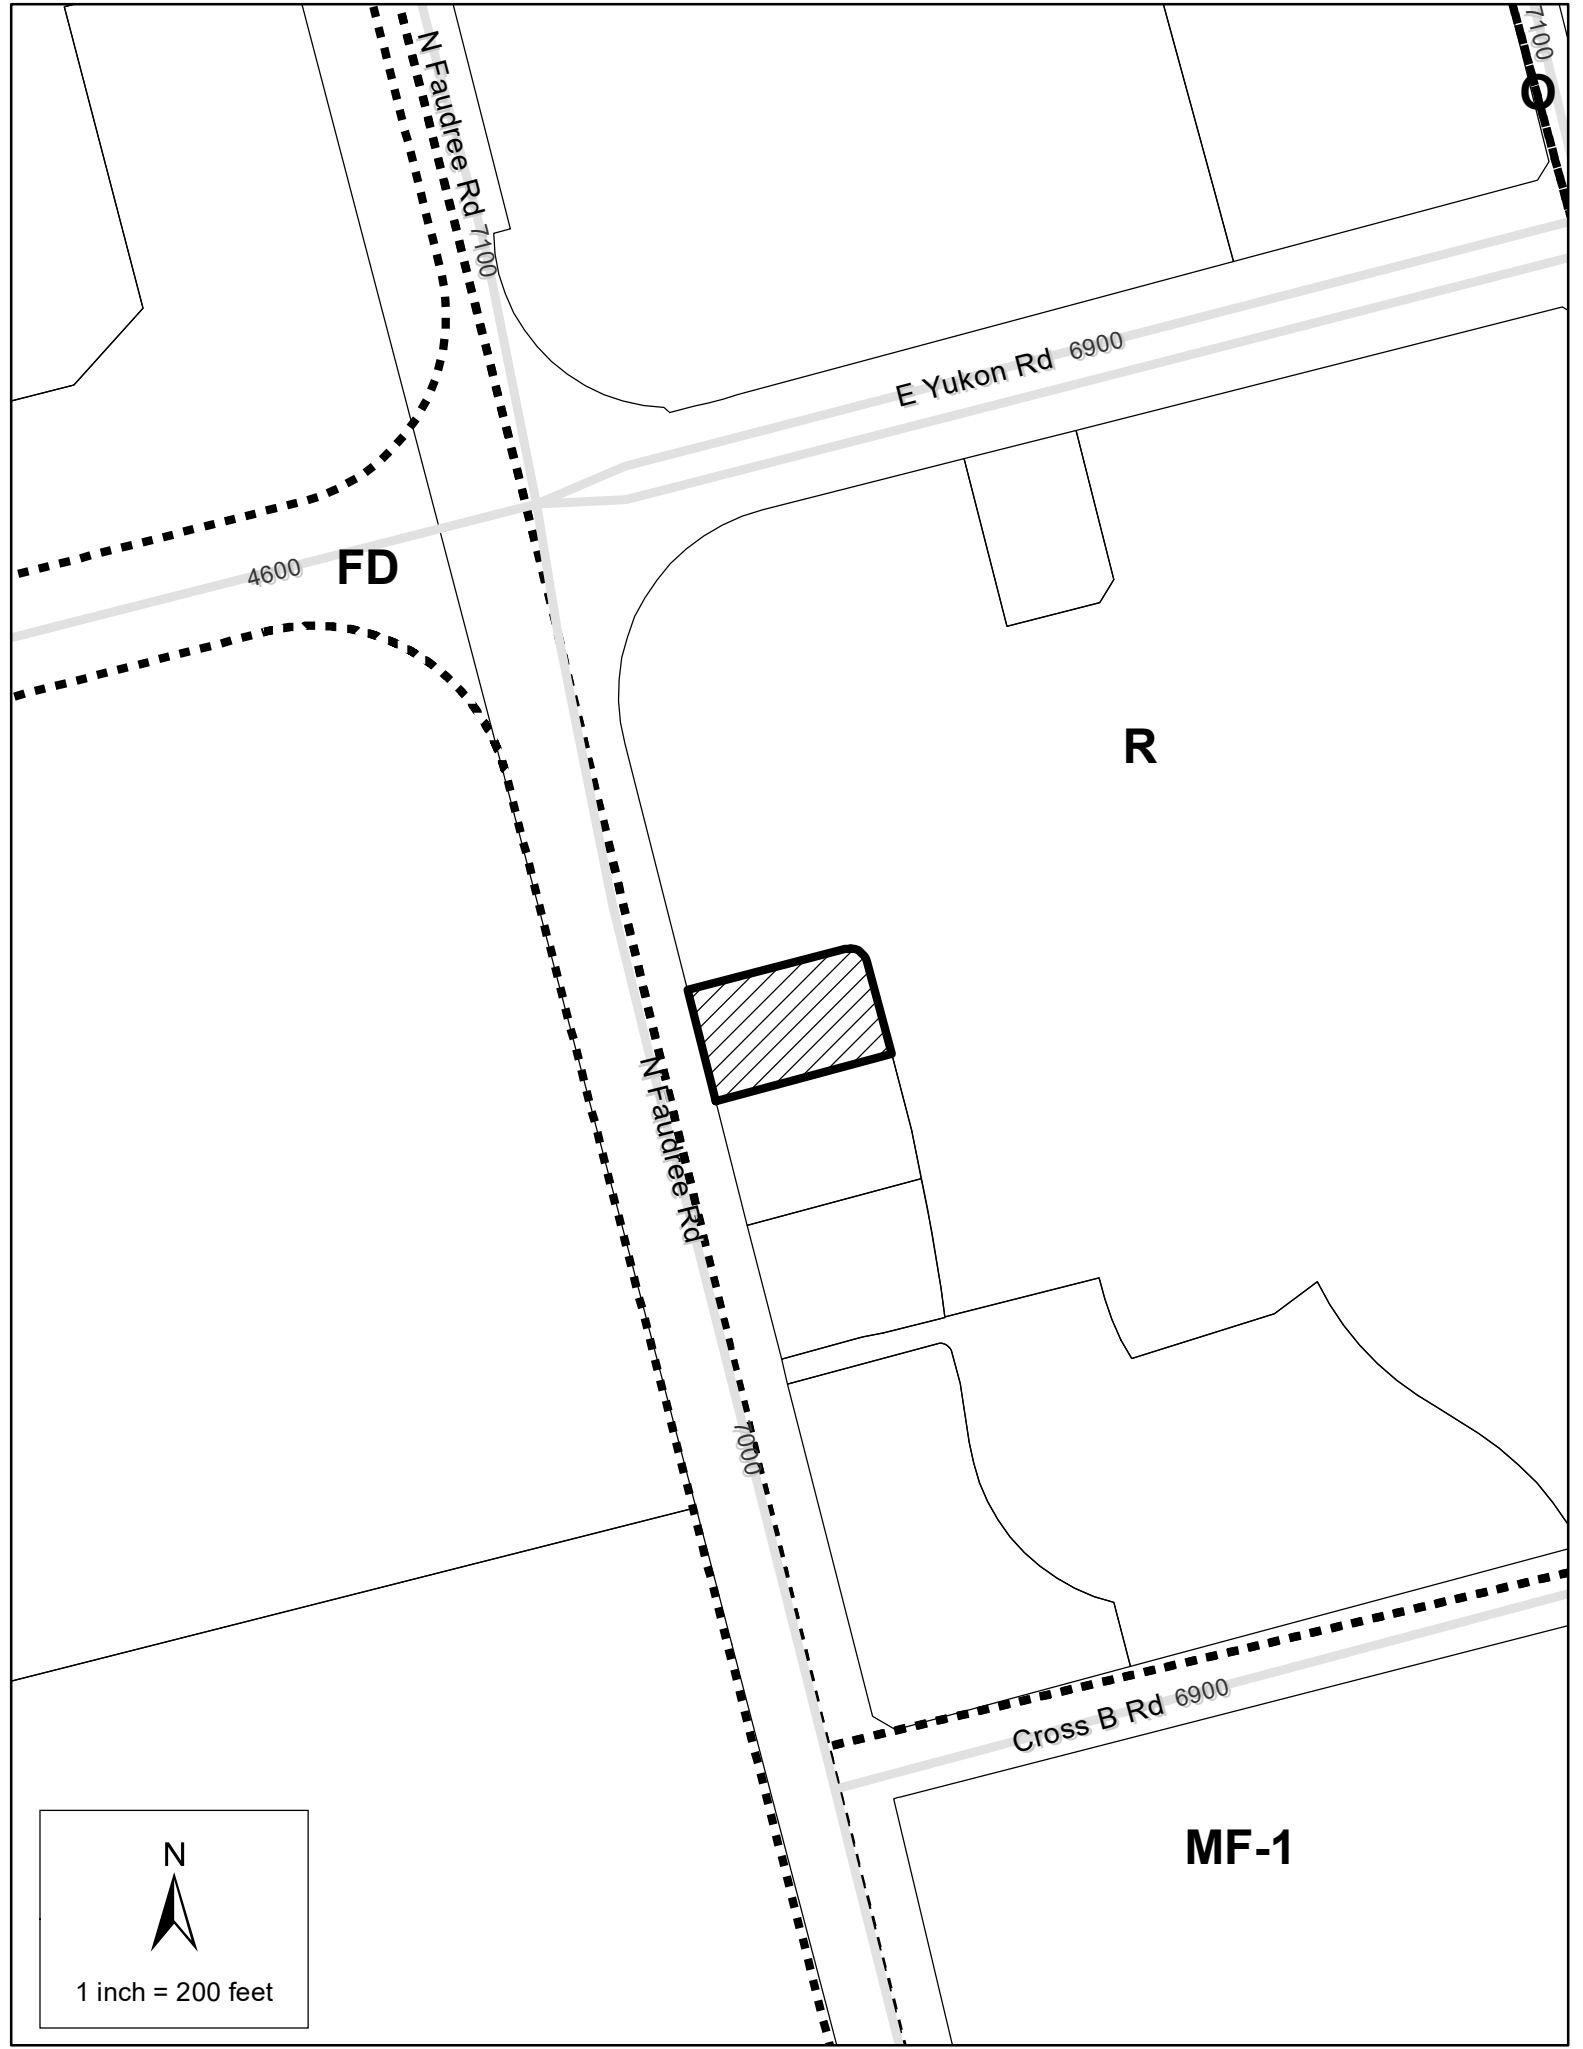 N Faudree Rd 7100
7100
O
E Yukon Rd 6900
4600
FD
R
N Faudree Rd
7000
Cross B Rd 6900
MF-1
N
1 inch = 200 feet